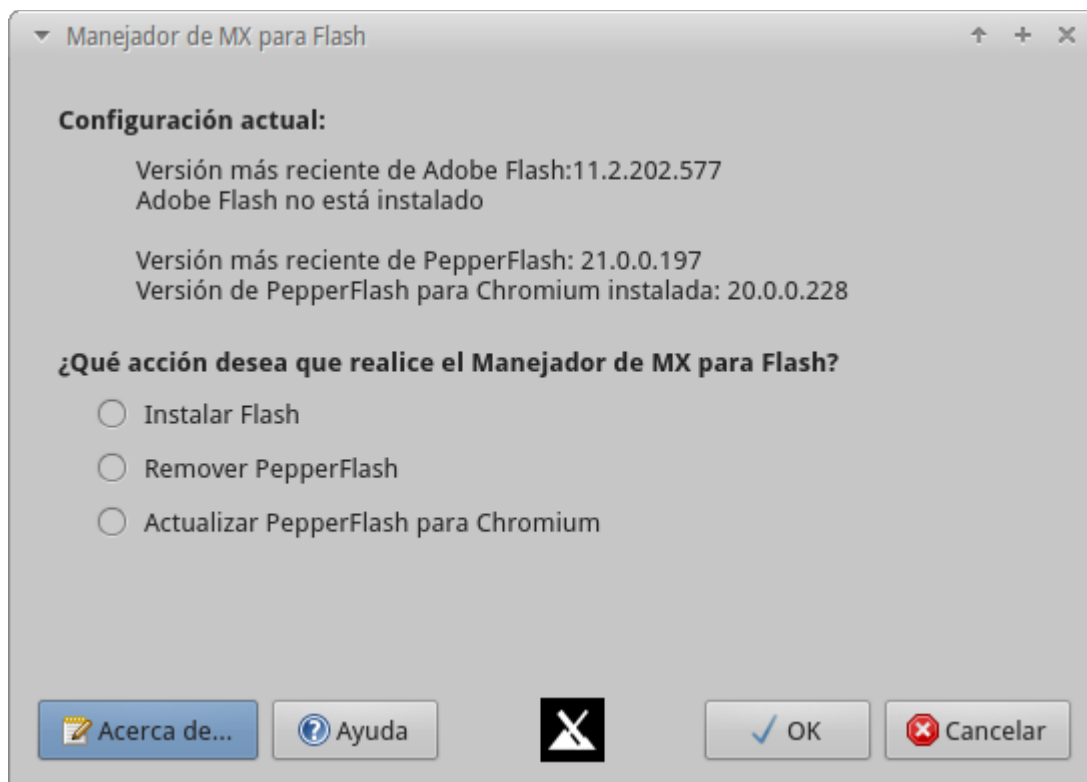 Manejador de MX para Flash
Configuración actual:
Versión más reciente de Adobe Flash:11.2.202.577
Adobe Flash no está instalado
Versión más reciente de PepperFlash: 21.0.0.197
Versión de PepperFlash para Chromium instalada: 20.0.0.228
¿Qué acción desea que realice el Manejador de MX para Flash?
Instalar Flash
Remover PepperFlash
Actualizar PepperFlash para Chromium
Acerca de... Ayuda OK Cancelar